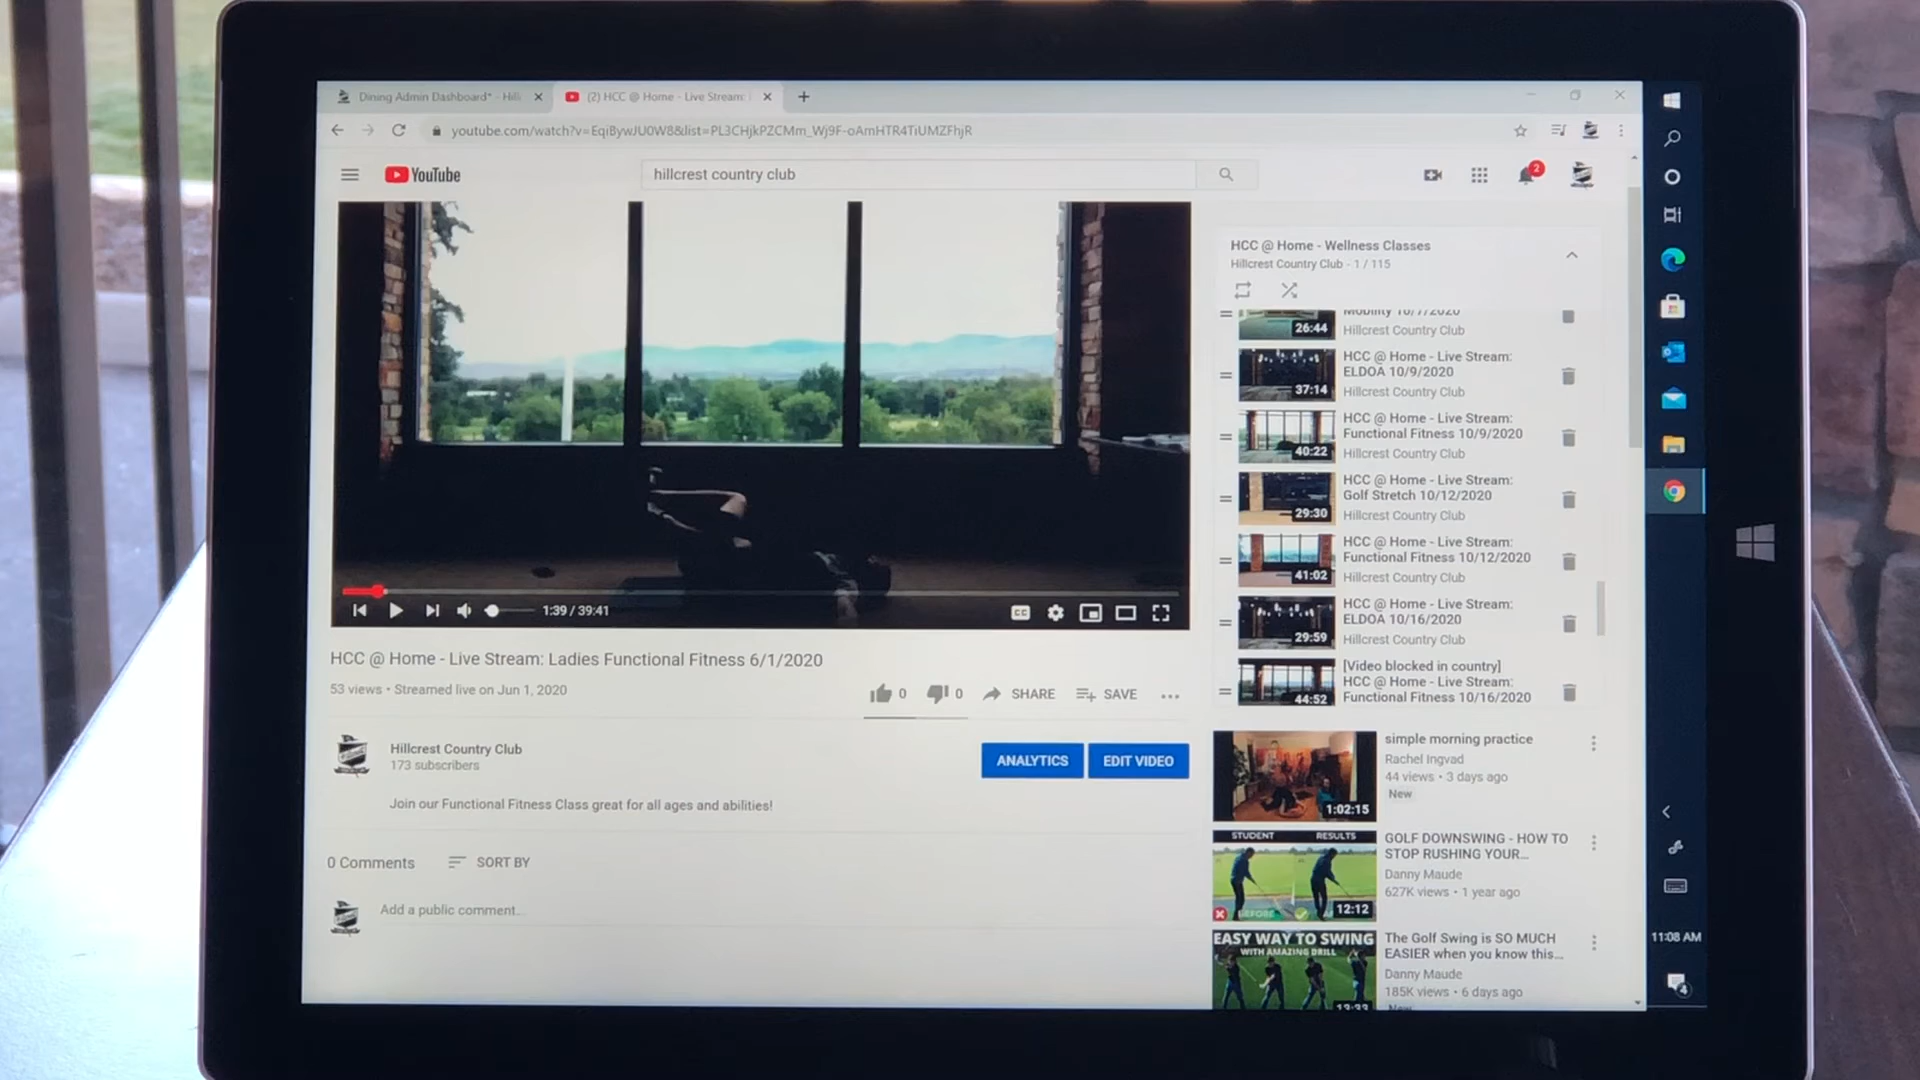 Dining Admin Dashboard* - Hill
(2) HCC @ Home - Live Stream:
youtube.com/watch?v=EqiBywJU0W8&list=PL3CHjkPZCMm_Wj9F-oAmHTR4TiUMZFhjR
YouTube
hillcrest country club
2
HCC @ Home - Wellness Classes
Hillcrest Country Club - 1 / 115
Mobility 10/7/2020
26:44
Hillcrest Country Club
HCC @ Home - Live Stream:
ELDOA 10/9/2020
37:14
Hillcrest Country Club
HCC @ Home - Live Stream:
Functional Fitness 10/9/2020
40:22
Hillcrest Country Club
HCC @ Home - Live Stream:
Golf Stretch 10/12/2020
29:30
Hillcrest Country Club
HCC @ Home - Live Stream:
Functional Fitness 10/12/2020
41:02
Hillcrest Country Club
HCC @ Home - Live Stream:
ELDOA 10/16/2020
29:59
Hillcrest Country Club
[Video blocked in country]
HCC @ Home - Live Stream:
Functional Fitness 10/16/2020
44:52
1:39 / 39:41
CC
HCC @ Home - Live Stream: Ladies Functional Fitness 6/1/2020
53 views • Streamed live on Jun 1, 2020
0
0
SHARE
SAVE
Hillcrest Country Club
173 subscribers
ANALYTICS
EDIT VIDEO
Join our Functional Fitness Class great for all ages and abilities!
0 Comments
SORT BY
Add a public comment...
simple morning practice
Rachel Ingvad
44 views • 3 days ago
New
1:02:15
STUDENT RESULTS
BEFORE
12:12
GOLF DOWNSWING - HOW TO
STOP RUSHING YOUR...
Danny Maude
627K views • 1 year ago
EASY WAY TO SWING
WITH AMAZING DRILL
13:33
The Golf Swing is SO MUCH
EASIER when you know this...
Danny Maude
185K views • 6 days ago
New
11:08 AM
4